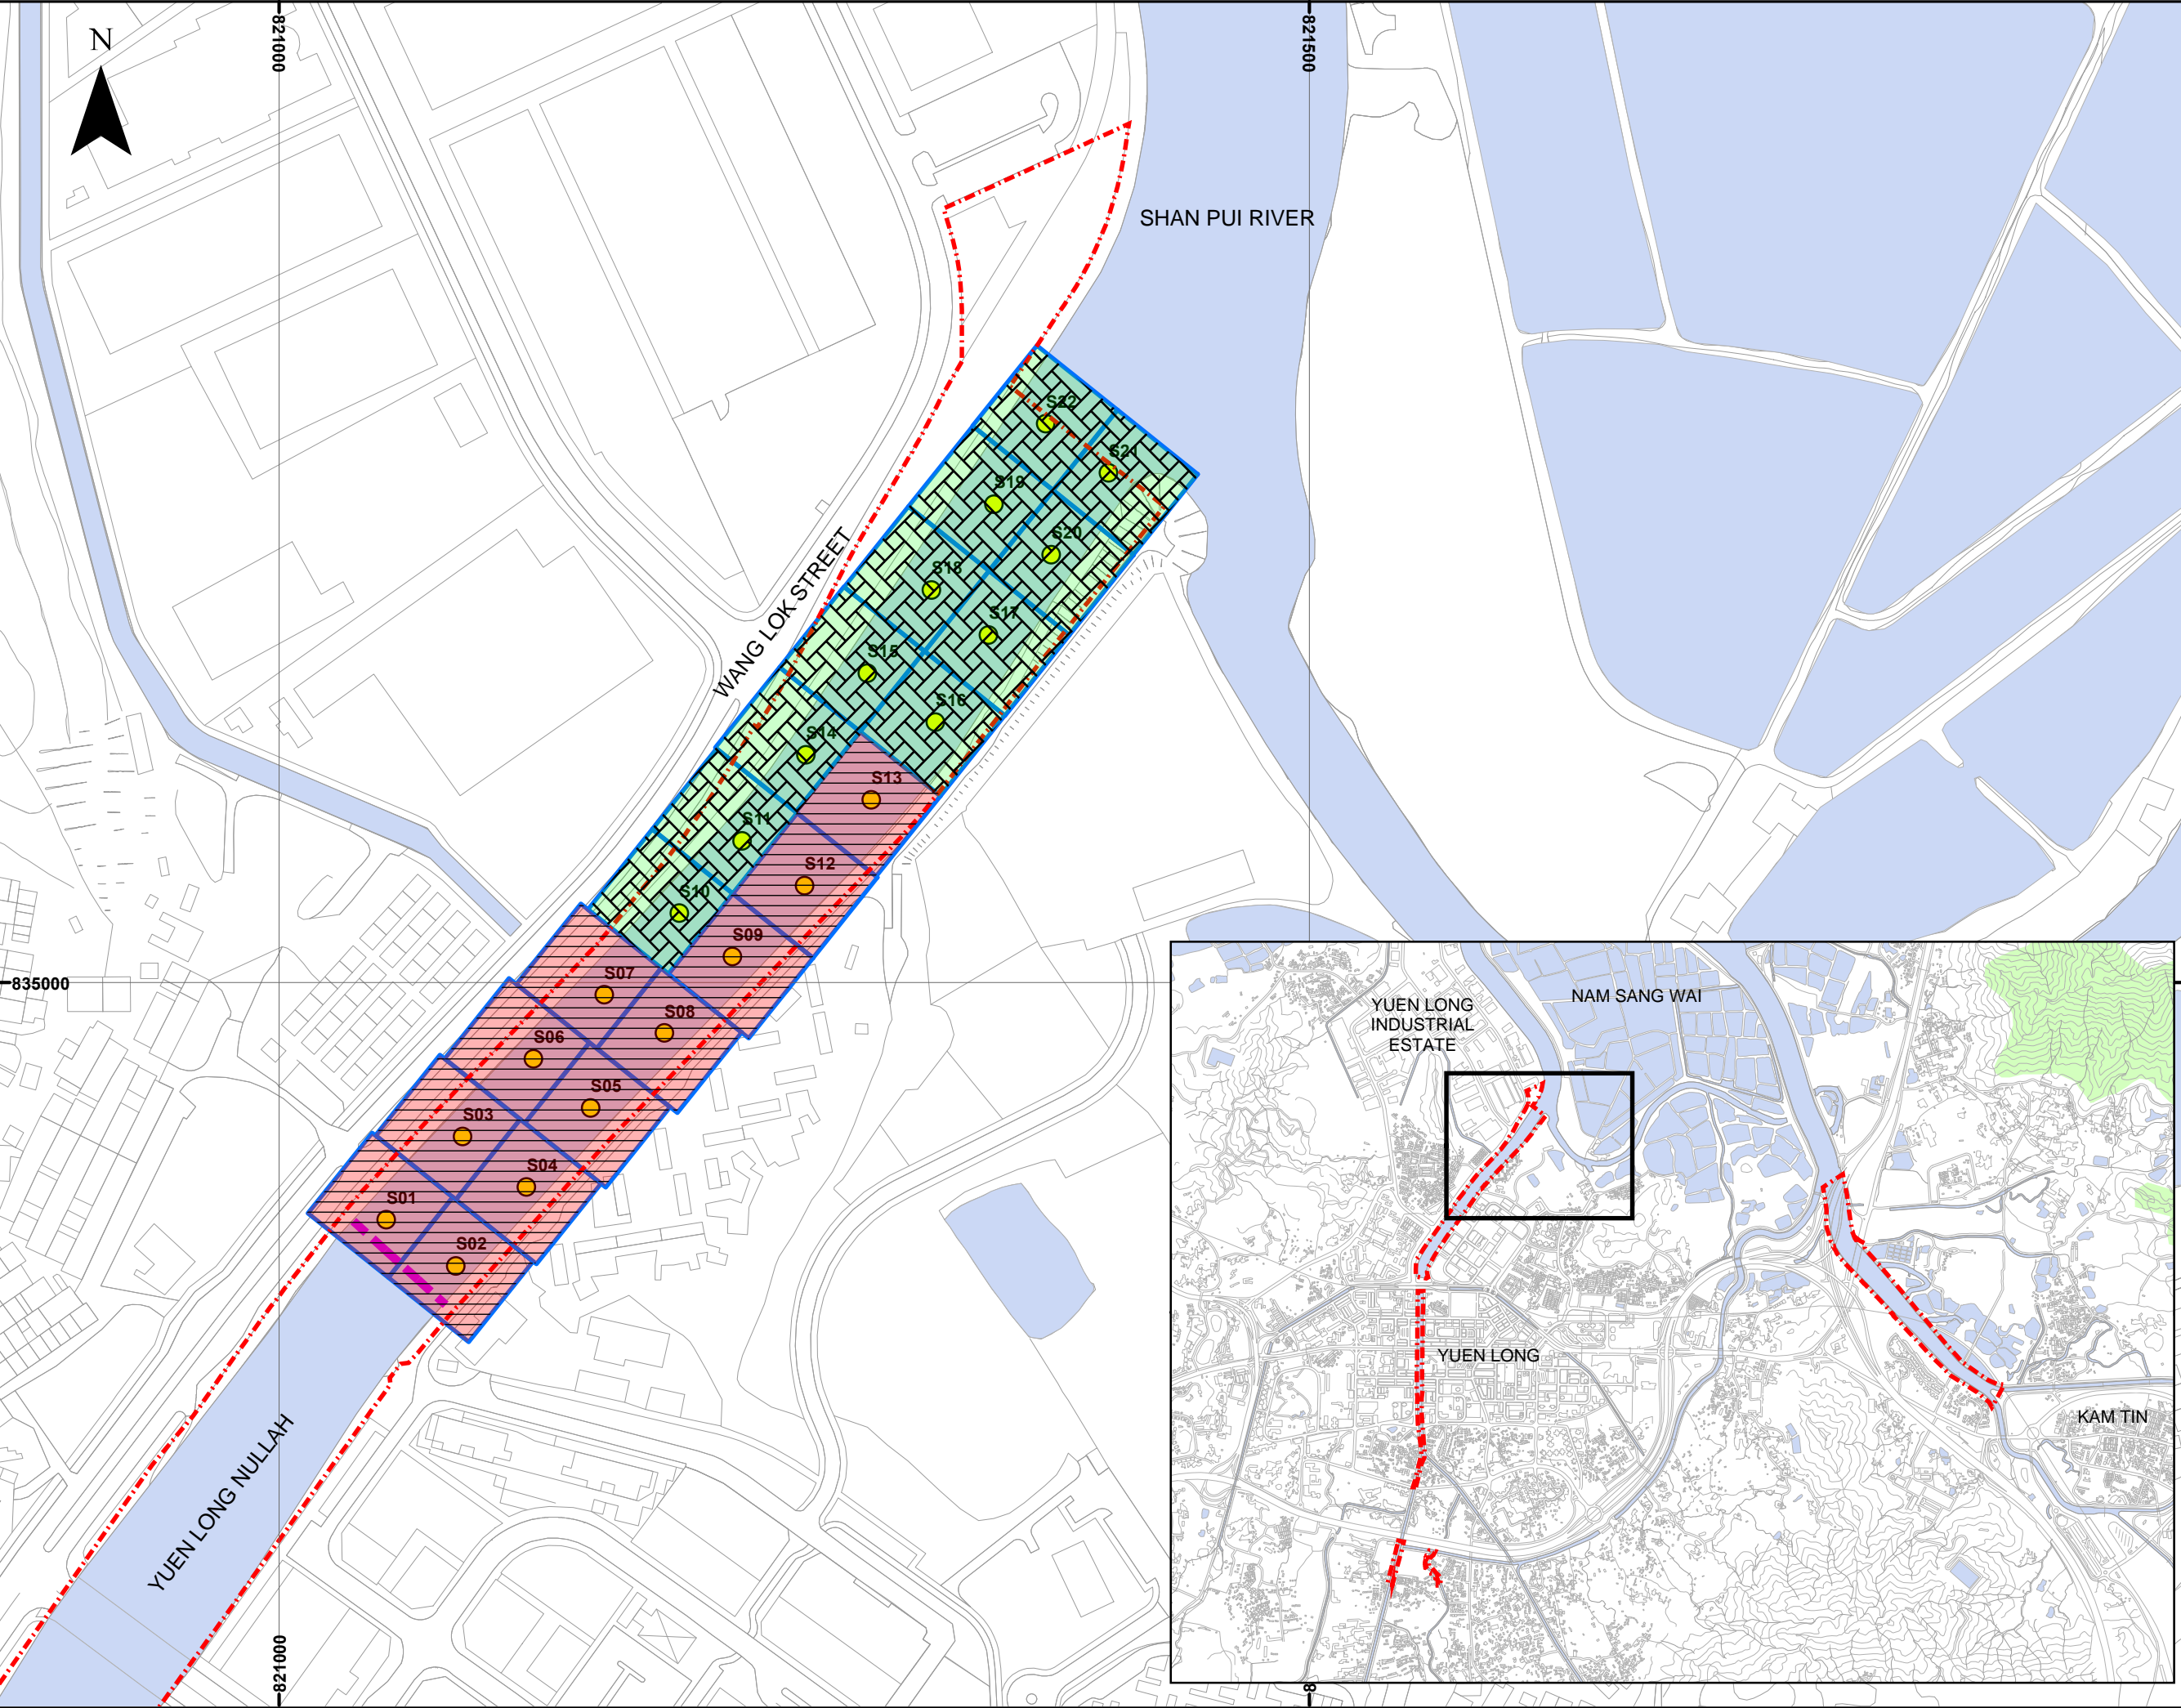 N
821000
821500
SHAN PUI RIVER
WANG LOK STREET
S22
S21
S19
S20
S18
S17
S15
S16
S14
S13
S11
S12
S10
S09
835000
S07
S08
S06
S05
S03
S04
S01
S02
YUEN LONG NULLAH
821000
8
YUEN LONG
INDUSTRIAL
ESTATE
NAM SANG WAI
YUEN LONG
KAM TIN